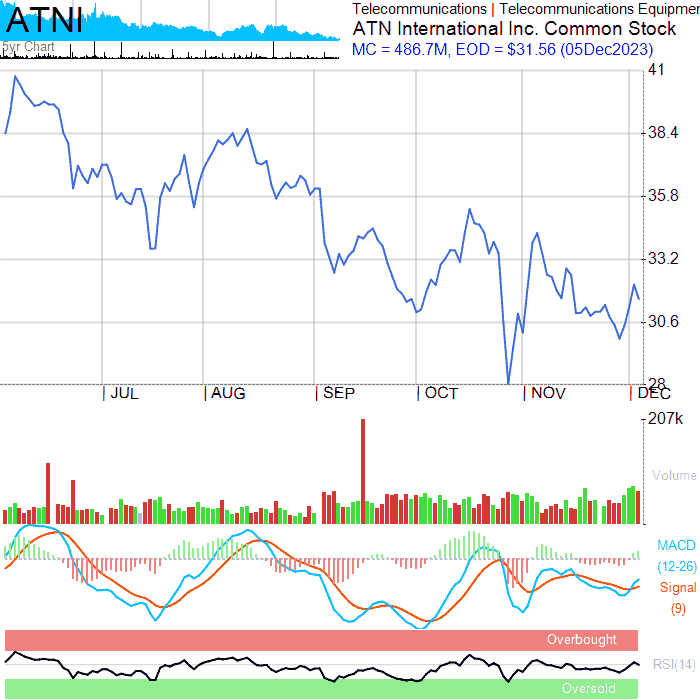 ATNI
5yr Chart
Telecommunications | Telecommunications Equipmen
ATN International Inc. Common Stock
MC = 486.7M, EOD = $31.56 (05Dec2023)
41
38.4
35.8
33.2
30.6
28
JUL
AUG
SEP
OCT
NOV
DEC
207k
Volume
MACD
(12-26)
Signal
(9)
Overbought
RSI(14)
Oversold